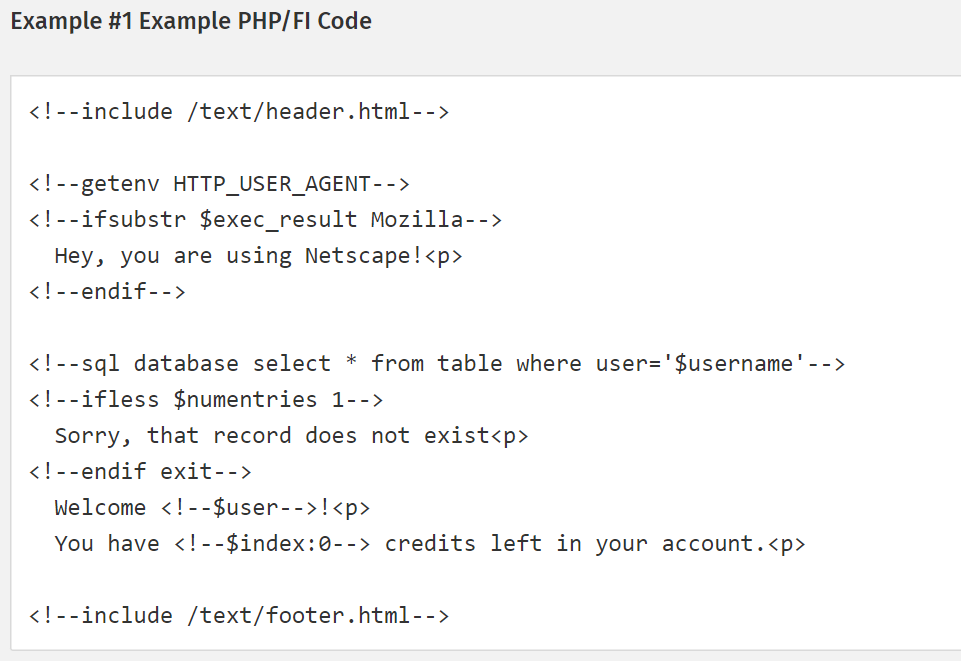 Example #1 Example PHP/FI Code
<!--include /text/header.html-->
<!--getenv HTTP_USER_AGENT-->
<!--ifsubstr $exec_result Mozilla-->
Hey, you are using Netscape!<p>
<!--endif-->
<!--sql database select * from table where user='$username'-->
<!--ifless $numentries 1-->
Sorry, that record does not exist<p>
<!--endif exit-->
Welcome <!--$user-->!<p>
You have <!--$index:0--> credits left in your account.<p>
<!--include /text/footer.html-->